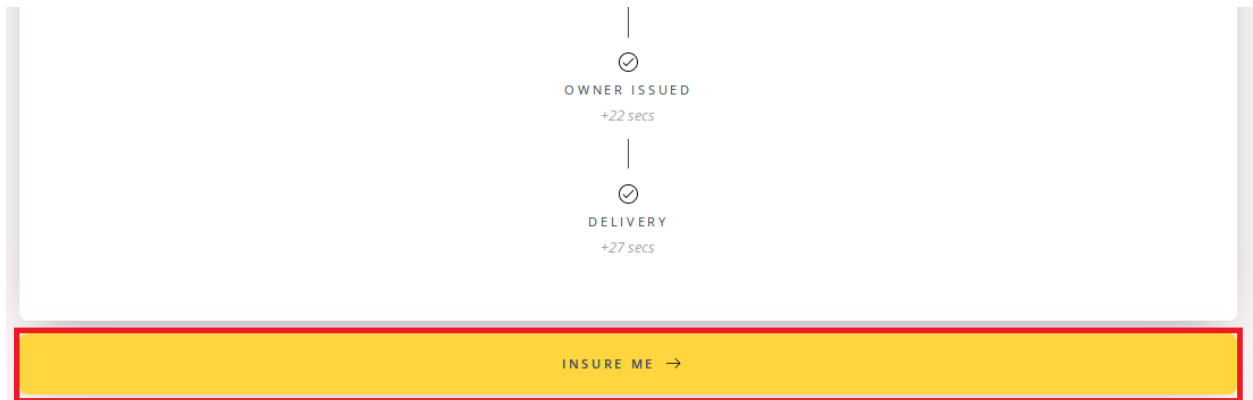 OWNER ISSUED
+22 secs
DELIVERY
+27 secs
INSURE ME →